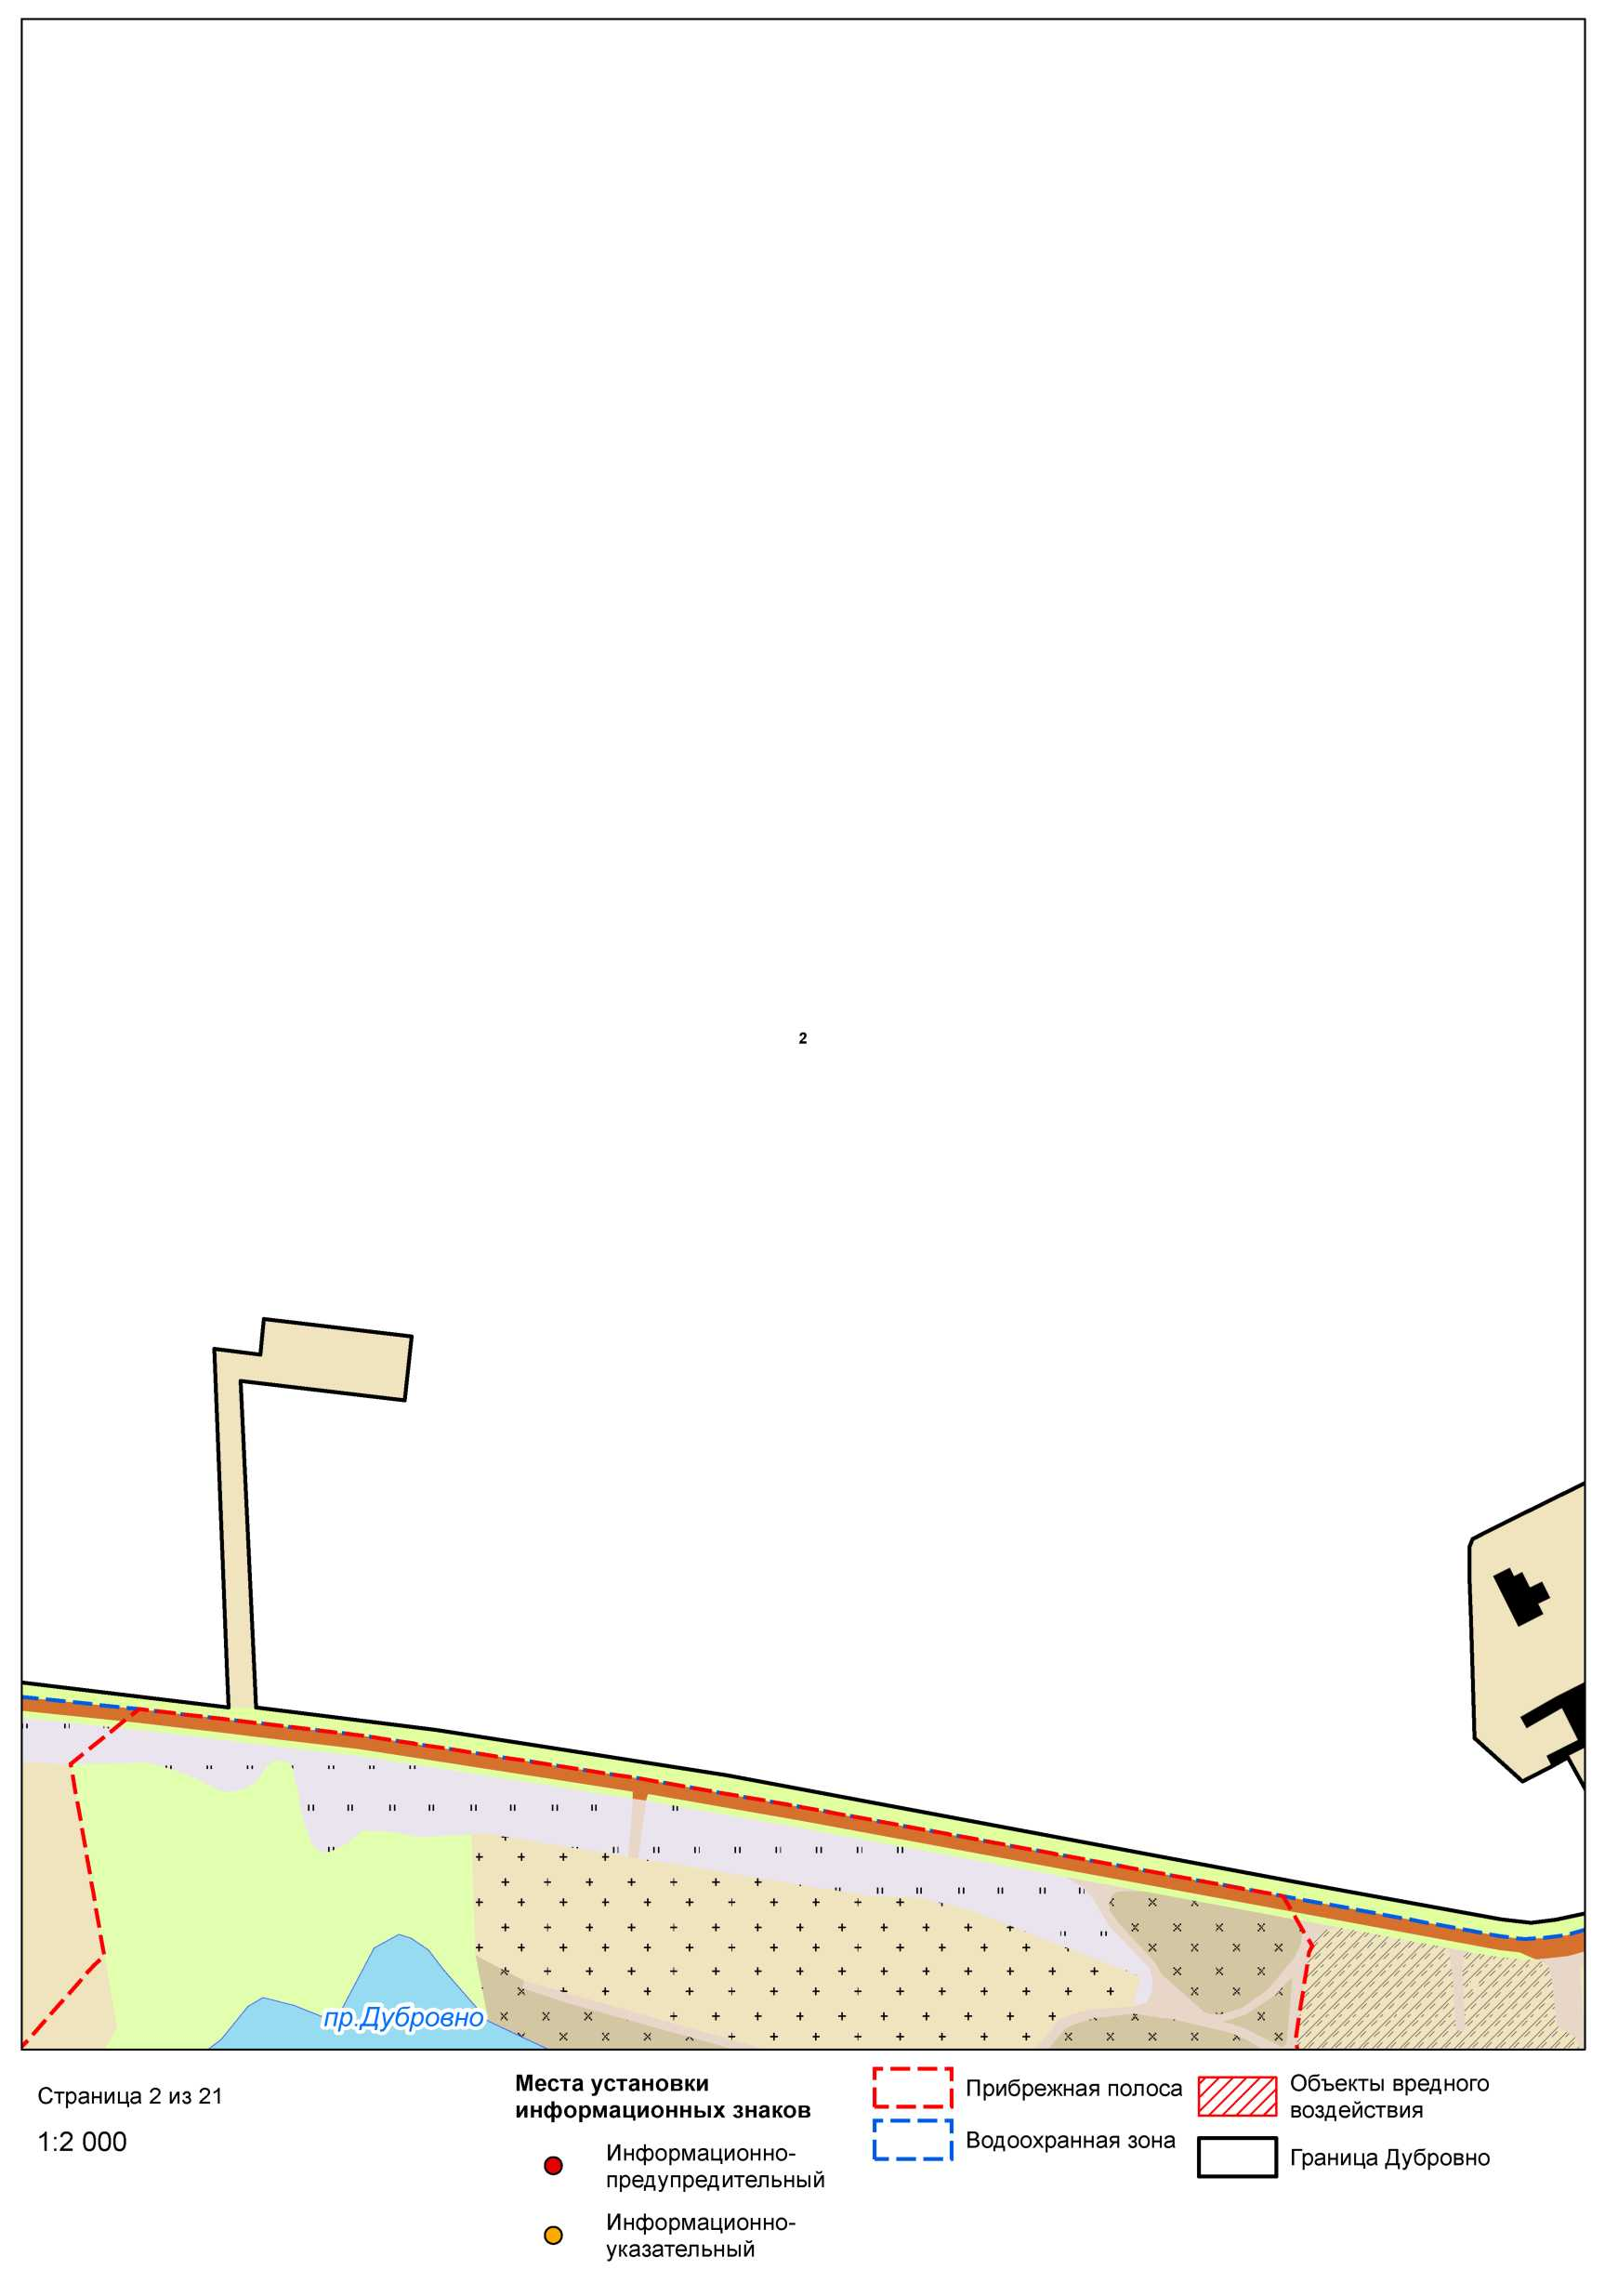 2
пр.Дубровно
Страница 2 из 21
1:2 000
Места установки
информационных знаков
Информационно-
предупредительный
Информационно-
указательный
Прибрежная полоса
Водоохранная зона
Объекты вредного
воздействия
Граница Дубровно